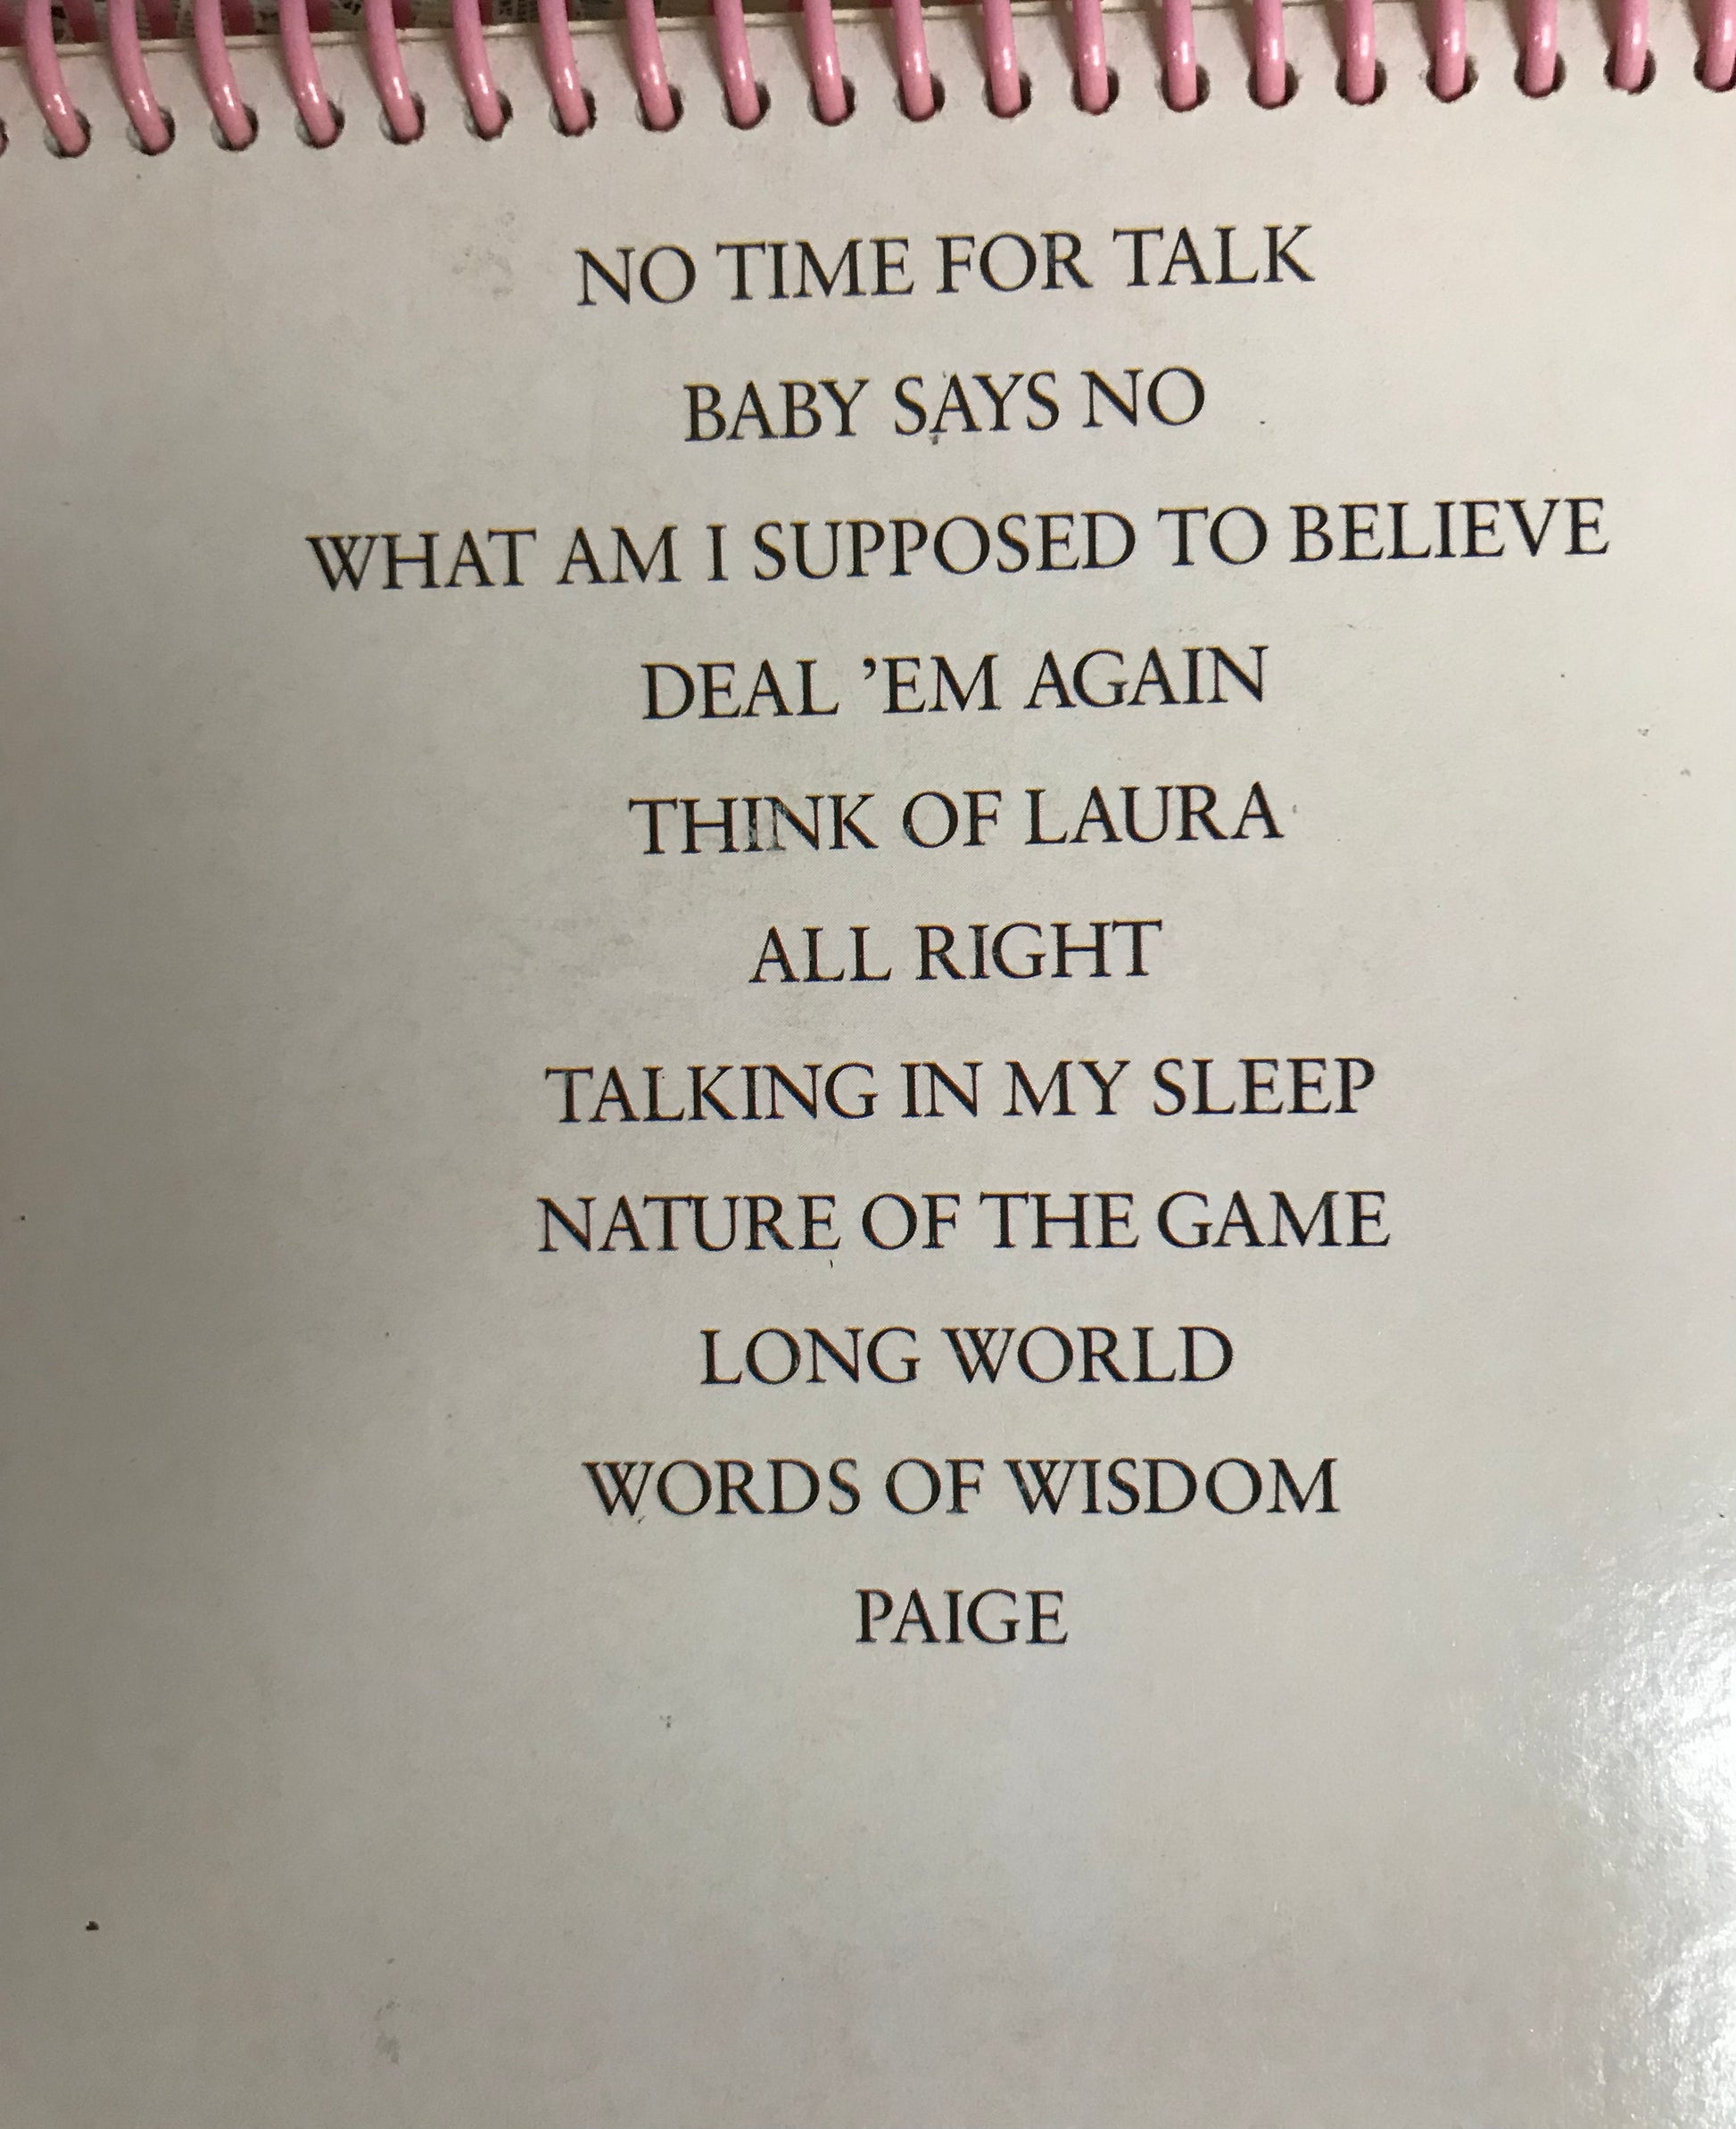 NO TIME FOR TALK
BABY SAYS NO
WHAT AM I SUPPOSED TO BELIEVE
DEAL ’EM AGAIN
THINK OF LAURA
ALL RIGHT
TALKING IN MY SLEEP
NATURE OF THE GAME
LONG WORLD
WORDS OF WISDOM
PAIGE